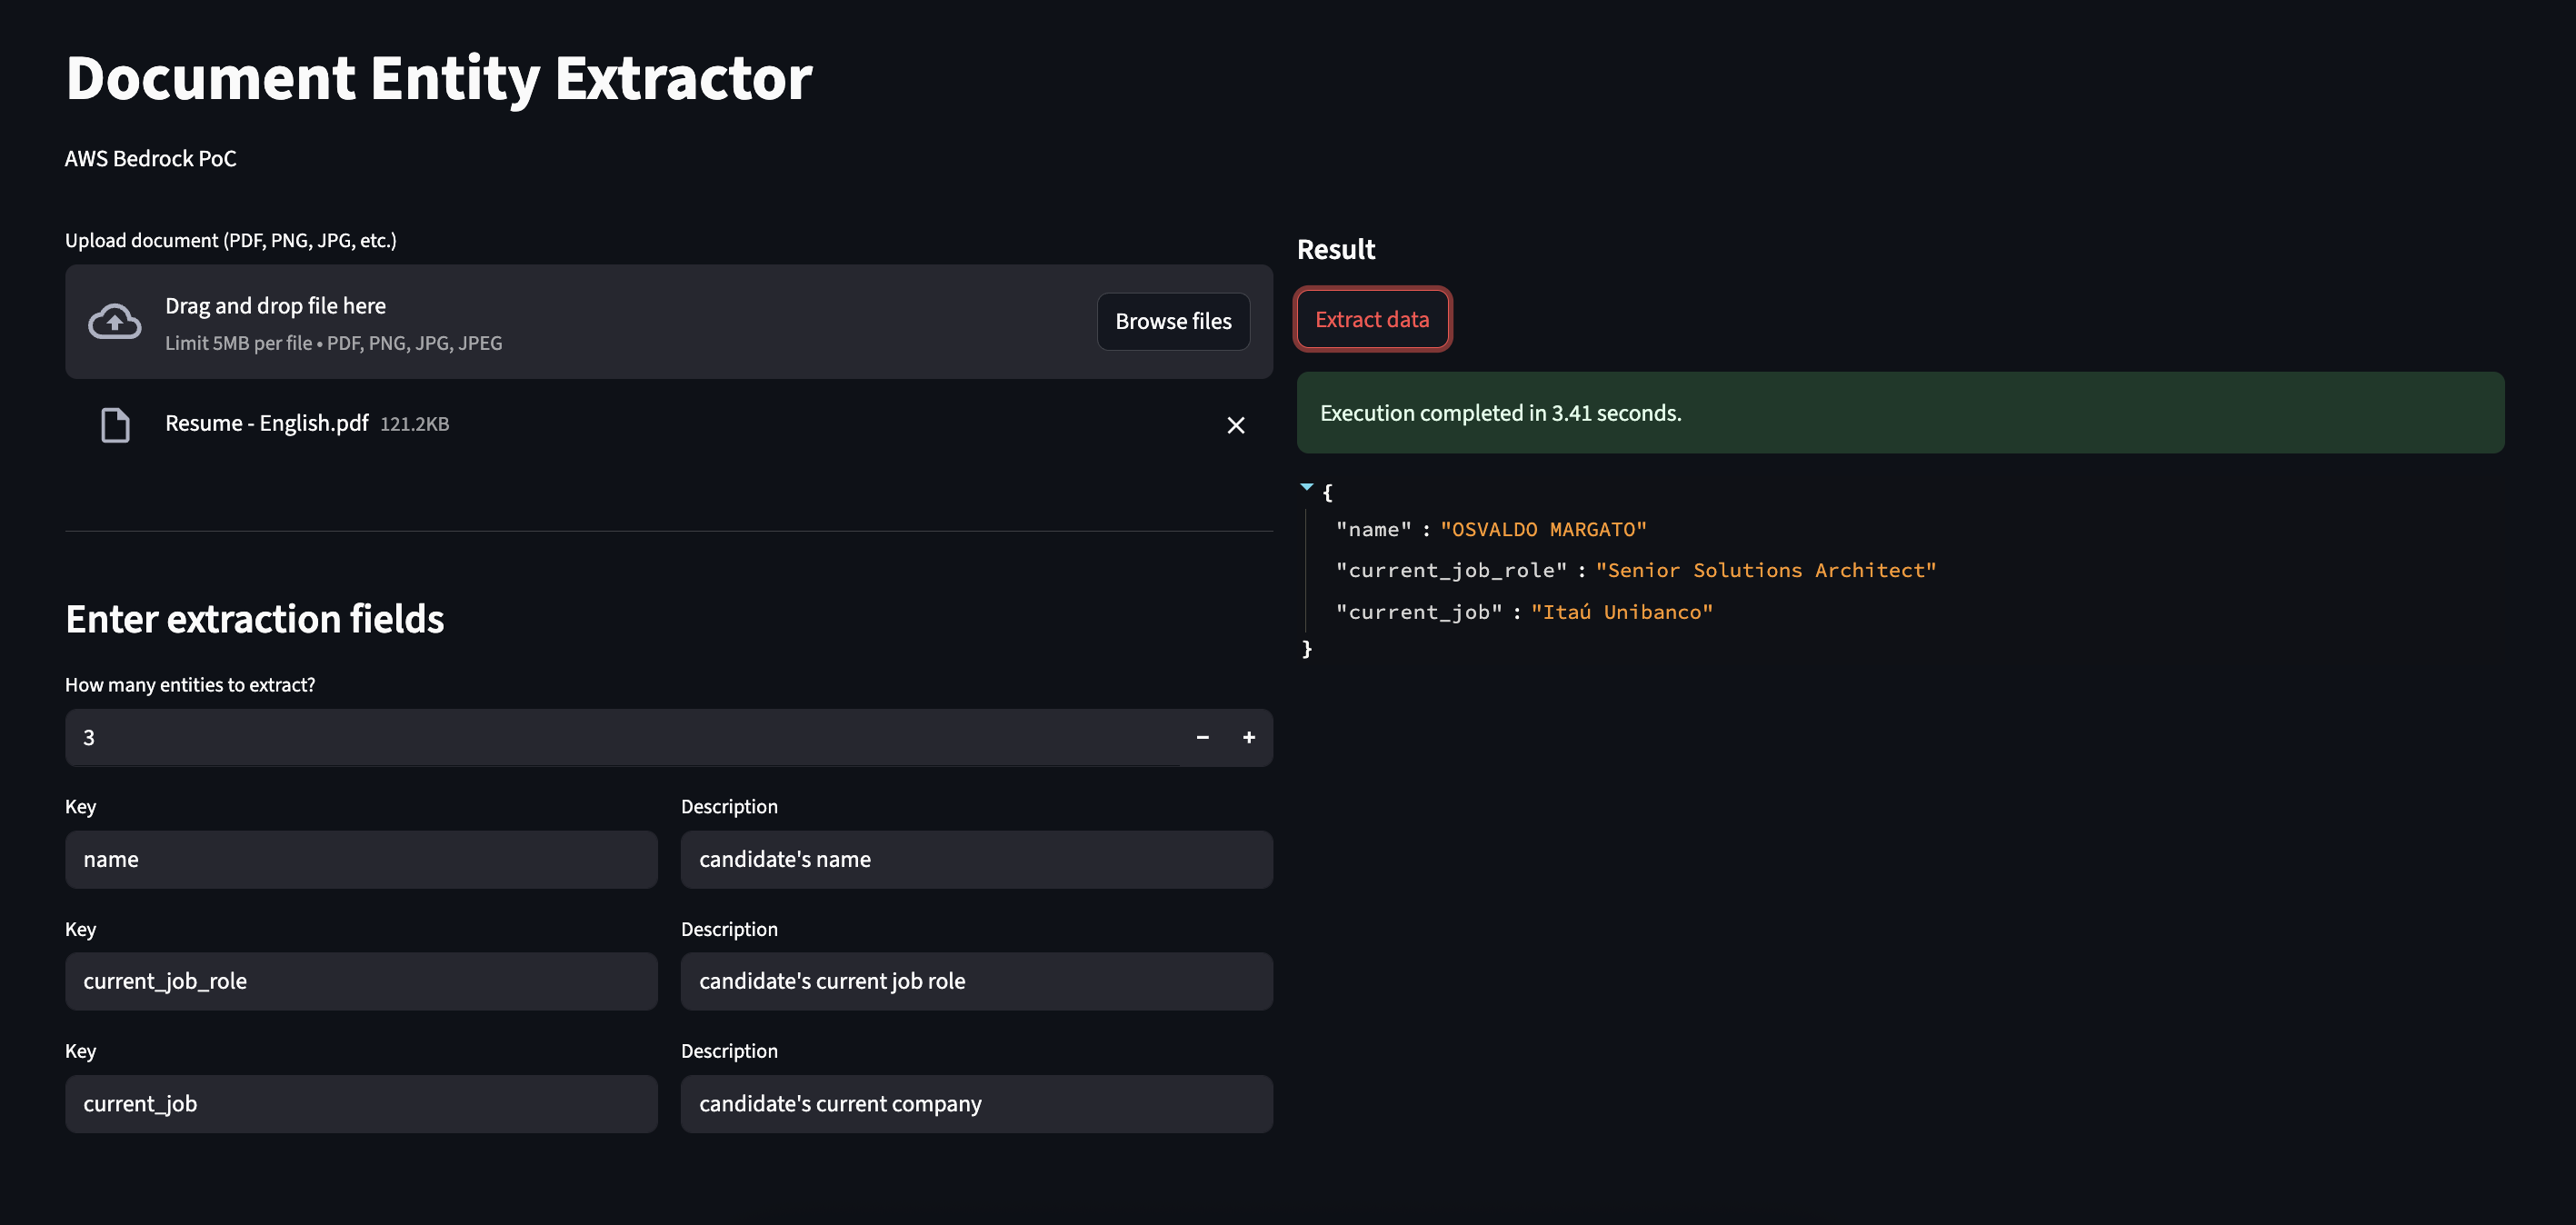 Document Entity Extractor
AWS Bedrock PoC
Upload document (PDF, PNG, JPG, etc.)
Drag and drop file here
Limit 5MB per file • PDF, PNG, JPG, JPEG
Browse files
Resume - English.pdf 121.2KB
Enter extraction fields
How many entities to extract?
3
Key
Description
name
candidate's name
Key
Description
current_job_role
candidate's current job role
Key
Description
current_job
candidate's current company
Result
Extract data
Execution completed in 3.41 seconds.
{
"name" : "OSVALDO MARGATO"
"current_job_role" : "Senior Solutions Architect"
"current_job" : "Itaú Unibanco"
}